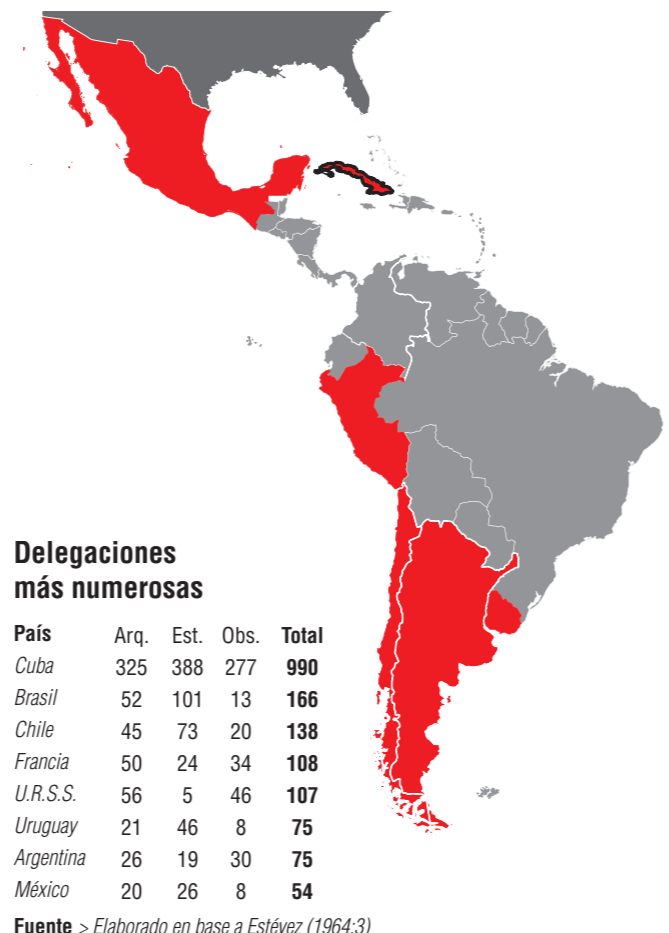 Delegaciones
más numerosas
País Arq. Est. Obs. Total
Cuba 325 388 277 990
Brasil 52 101 13 166
Chile 45 73 20 138
Francia 50 24 34 108
U.R.S.S. 56 5 46 107
Uruguay 21 46 8 75
Argentina 26 19 30 75
México 20 26 8 54
Fuente > Elaborado en base a Estévez (1964:3)